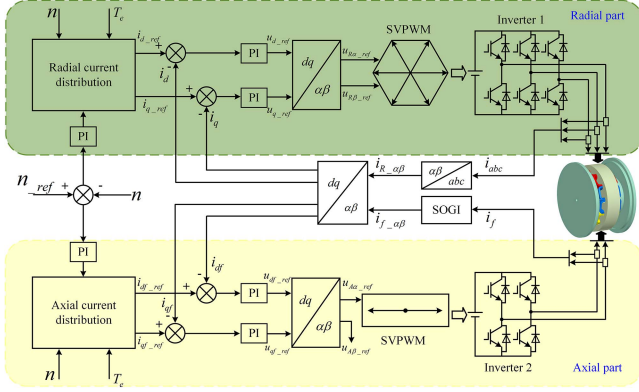 n
T_e
Inverter 1
Radial part
i_d_ref
u_d_ref
SVPWM
+
-
PI
dq
αβ
u_Rα_ref
Radial current
distribution
i_d
i_q_ref
+
-
PI
u_q_ref
u_Rβ_ref
i_q
PI
n_ref
+
-
n
dq
αβ
i_R_αβ
αβ
abc
i_abc
i_f_αβ
SOGI
i_f
PI
i_df
Axial current
distribution
i_df_ref
+
-
PI
u_df_ref
dq
αβ
u_Aα_ref
i_qf
i_qf_ref
+
-
PI
u_qf_ref
u_Aβ_ref
SVPWM
n
T_e
Inverter 2
Axial part